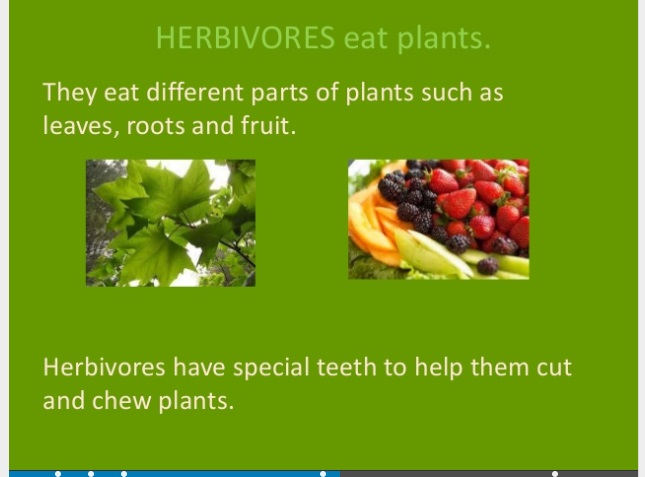 HERBIVORES eat plants.
They eat different parts of plants such as
leaves, roots and fruit.
Herbivores have special teeth to help them cut
and chew plants.